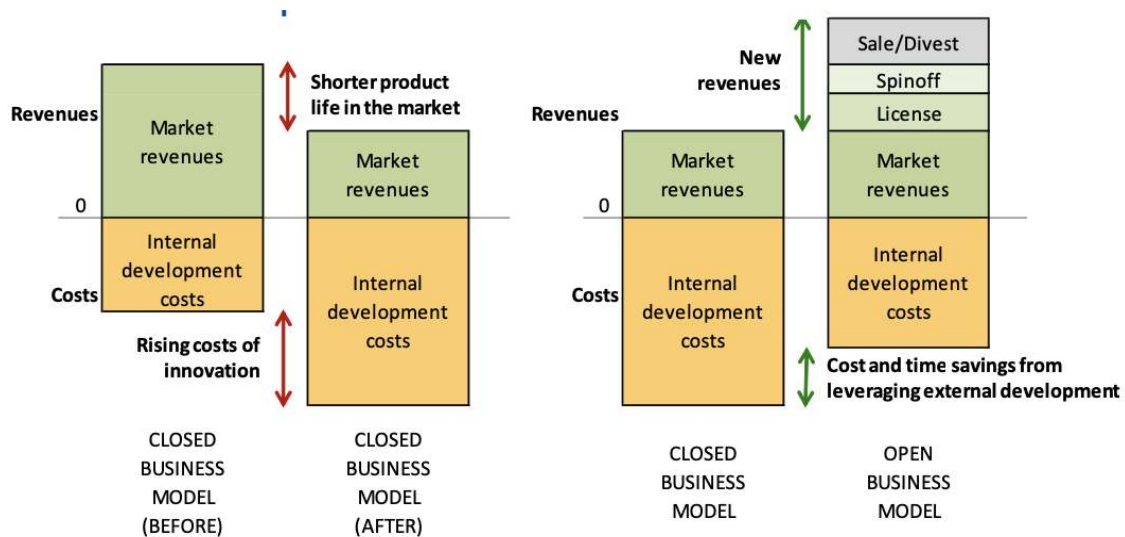 Revenues
0
Costs
Market
revenues
Internal
development
costs
Shorter product
life in the market
Rising costs of
innovation
Market
revenues
Internal
development
costs
CLOSED
BUSINESS
MODEL
(BEFORE)
CLOSED
BUSINESS
MODEL
(AFTER)
Revenues
0
Costs
Market
revenues
Internal
development
costs
New
revenues
Sale/Divest
Spinoff
License
Market
revenues
Internal
development
costs
Cost and time savings from
leveraging external development
CLOSED
BUSINESS
MODEL
OPEN
BUSINESS
MODEL